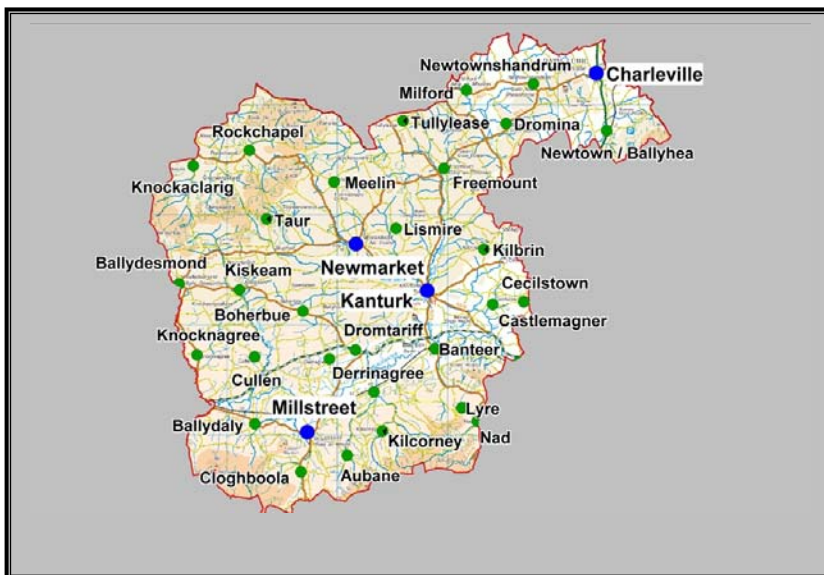 Newtownshandrum
Charleville
Milford
Tullylease
Dromina
Rockchapel
Newtown / Ballyhea
Knockaclarig
Meelin
Freemount
Taur
Lismire
Kilbrin
Ballydesmond
Kiskeam
Newmarket
Cecilstown
Kanturk
Boherbue
Castlemagner
Knocknagree
Dromtariff
Banteer
Cullen
Derrinagree
Millstreet
Lyre
Ballydaly
Kilcorney
Nad
Cloghboola
Aubane